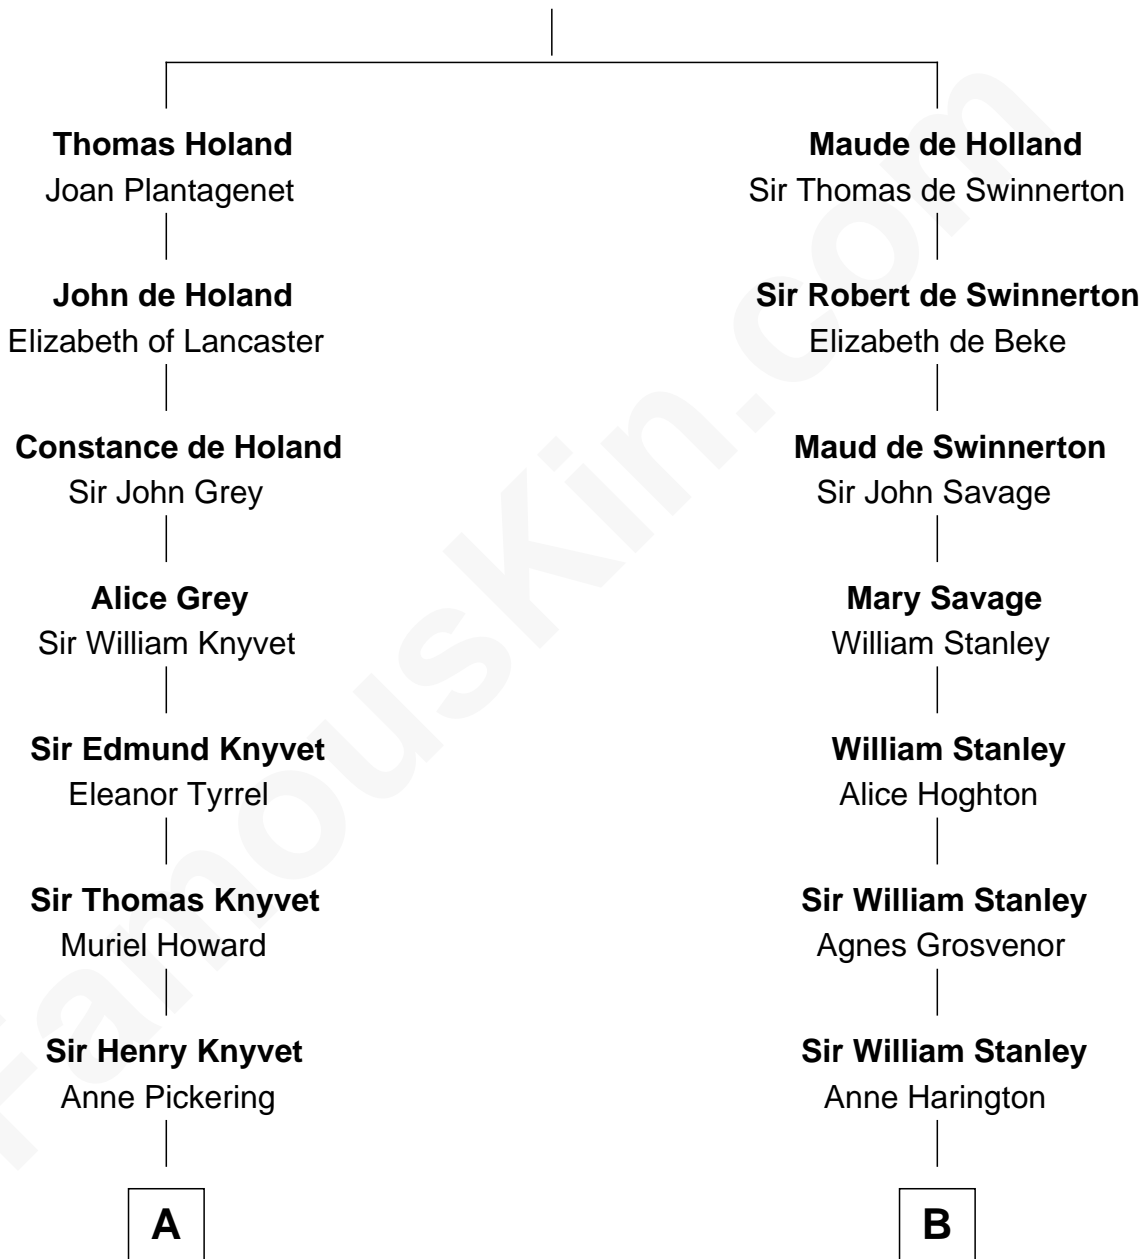 Thomas Holand
Joan Plantagenet
John de Holand
Elizabeth of Lancaster
Constance de Holand
Sir John Grey
Alice Grey
Sir William Knyvet
Sir Edmund Knyvet
Eleanor Tyrrel
Sir Thomas Knyvet
Muriel Howard
Sir Henry Knyvet
Anne Pickering
A
Maude de Holland
Sir Thomas de Swinnerton
Sir Robert de Swinnerton
Elizabeth de Beke
Maud de Swinnerton
Sir John Savage
Mary Savage
William Stanley
William Stanley
Alice Hoghton
Sir William Stanley
Agnes Grosvenor
Sir William Stanley
Anne Harington
B
FamousKin.com